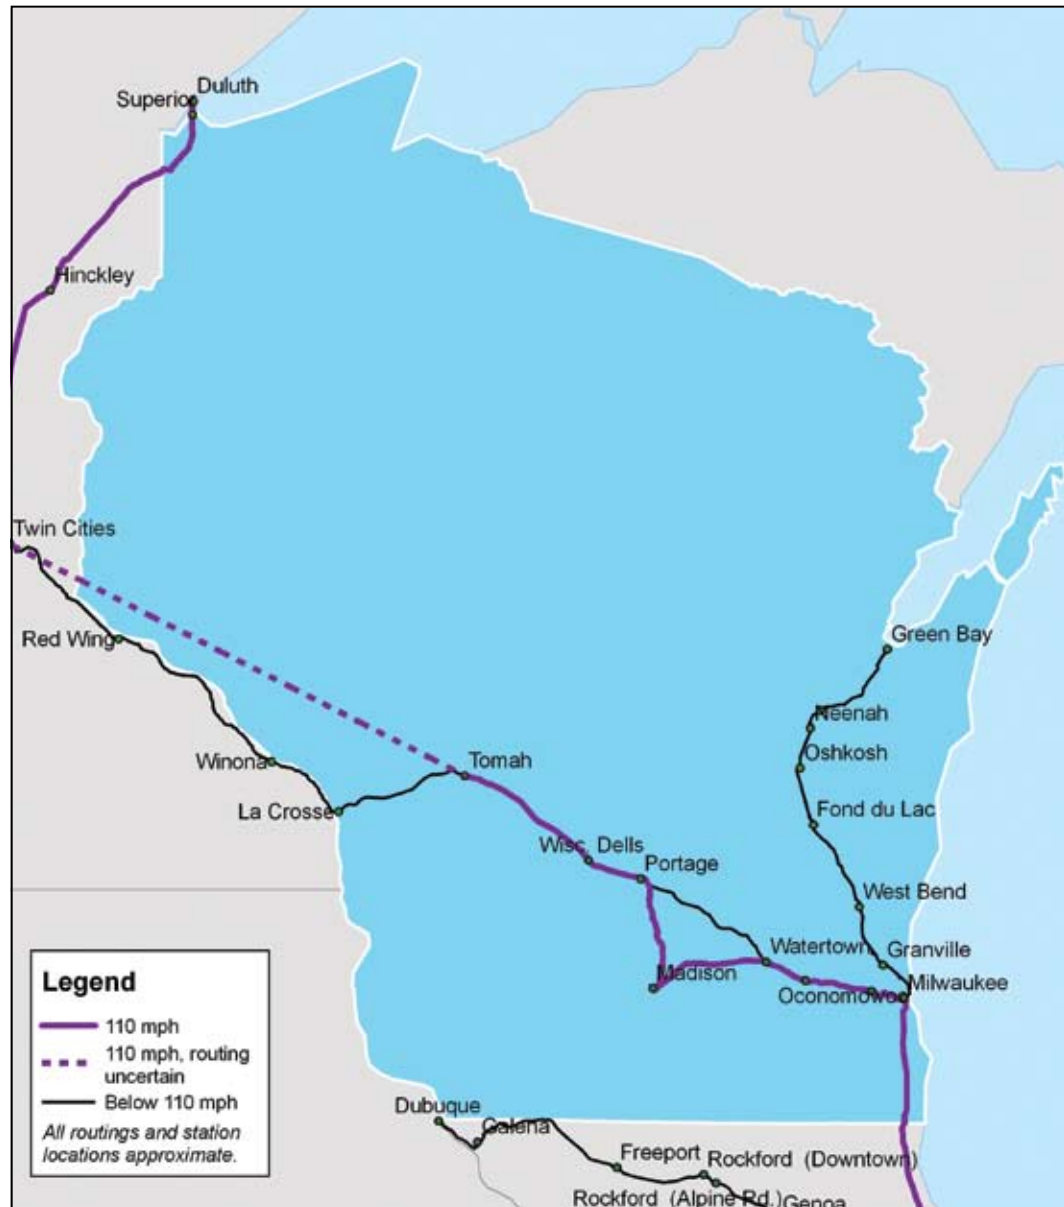 Duluth
Superior
Hinckley
Twin Cities
Red Wing
Green Bay
Neenah
Oshkosh
Winona
Tomah
La Crosse
Fond du Lac
Wisc. Dells
Portage
West Bend
Watertown
Granville
Madison
Oconomowoc
Milwaukee
Legend
110 mph
110 mph, routing
uncertain
Below 110 mph
All routings and station
locations approximate.
Dubuque
Galena
Freeport
Rockford (Downtown)
Rockford (Alpine Rd.)
Genoa